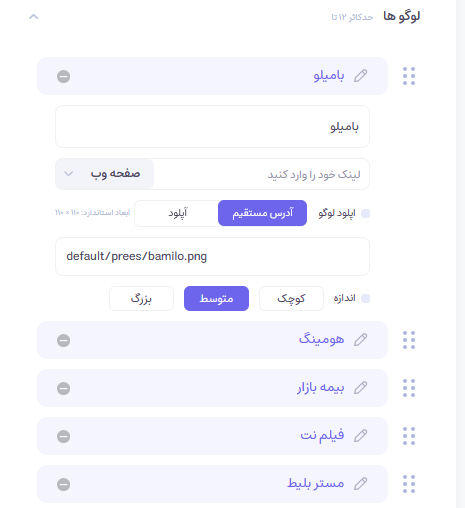 لوگو ها حداکثر ۱۲ تا
بامیلو
بامیلو
لینک خود را وارد کنید صفحه وب
اپلود لوگو آدرس مستقیم آپلود ابعاد استاندارد: ۱۱۰ × ۱۱۰
default/prees/bamilo.png
اندازه کوچک متوسط بزرگ
هومینگ
بیمه بازار
فیلم نت
مستر بلیط